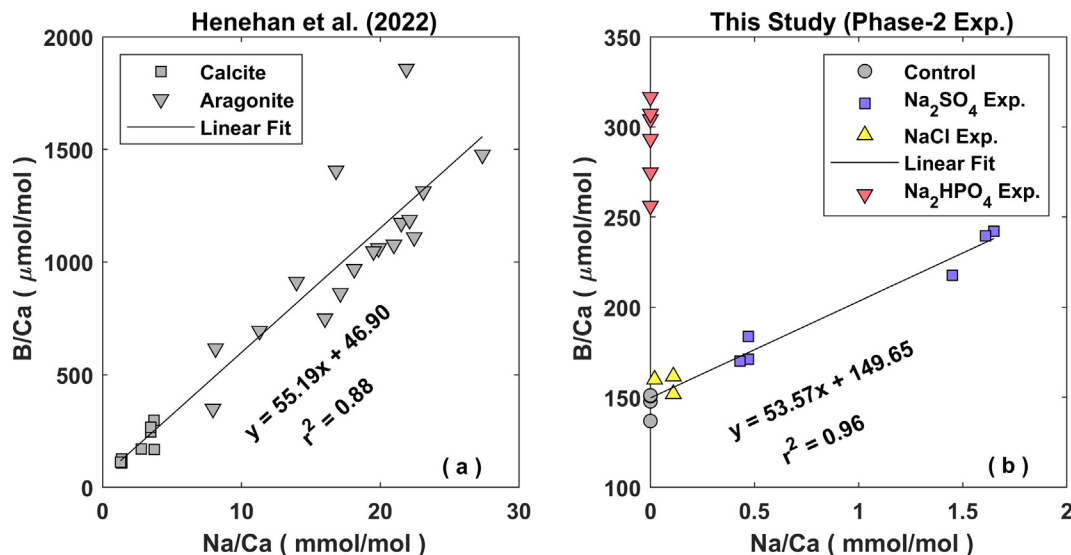 Henehan et al. (2022)
2000
1500
1000
500
0
B/Ca ( μmol/mol )
Calcite
Aragonite
Linear Fit
y = 55.19x + 46.90
r² = 0.88
( a )
0
10
20
30
Na/Ca ( mmol/mol )
This Study (Phase-2 Exp.)
350
300
250
200
150
100
B/Ca ( μmol/mol )
Control
Na₂SO₄ Exp.
NaCl Exp.
Linear Fit
Na₂HPO₄ Exp.
y = 53.57x + 149.65
r² = 0.96
( b )
0
0.5
1
1.5
2
Na/Ca ( mmol/mol )